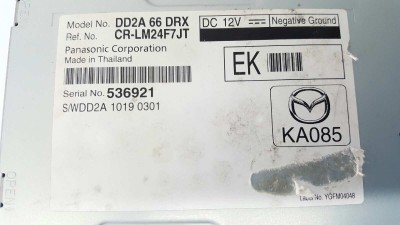 Model No. DD2A 66 DRX
Ref. No. CR-LM24F7JT
DC 12V Negative Ground
Panasonic Corporation
Made in Thailand
EK
Serial No. 536921
S/WDD2A 1019 0301
KA085
YGFM04048